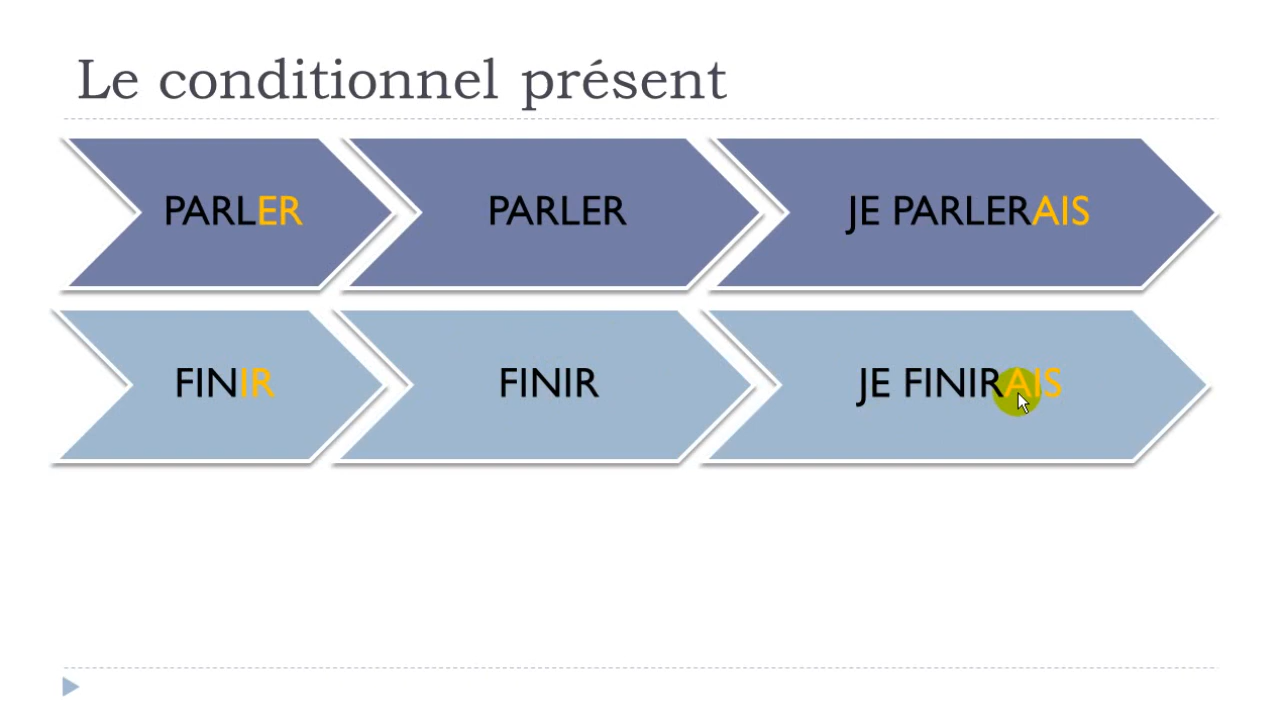 Le conditionnel présent
PARLER PARLER JE PARLERAIS
FINIR FINIR JE FINIRAIS